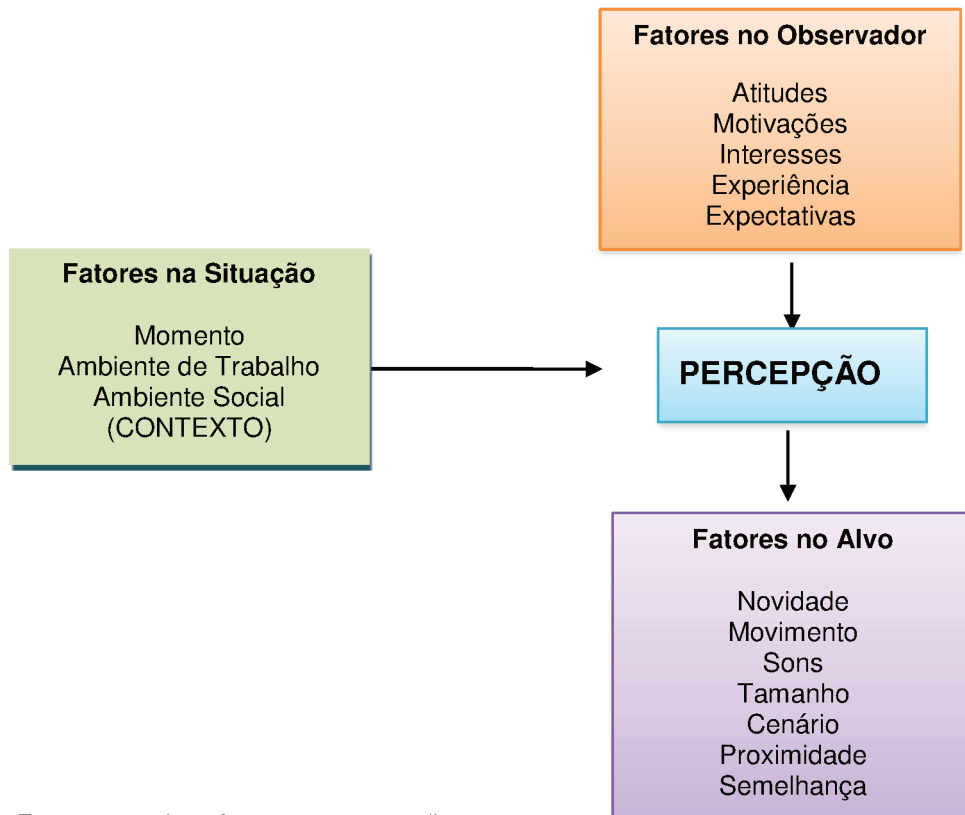 Fatores no Observador
Atitudes
Motivações
Interesses
Experiência
Expectativas
Fatores na Situação
Momento
Ambiente de Trabalho
Ambiente Social
(CONTEXTO)
PERCEPÇÃO
Fatores no Alvo
Novidade
Movimento
Sons
Tamanho
Cenário
Proximidade
Semelhança